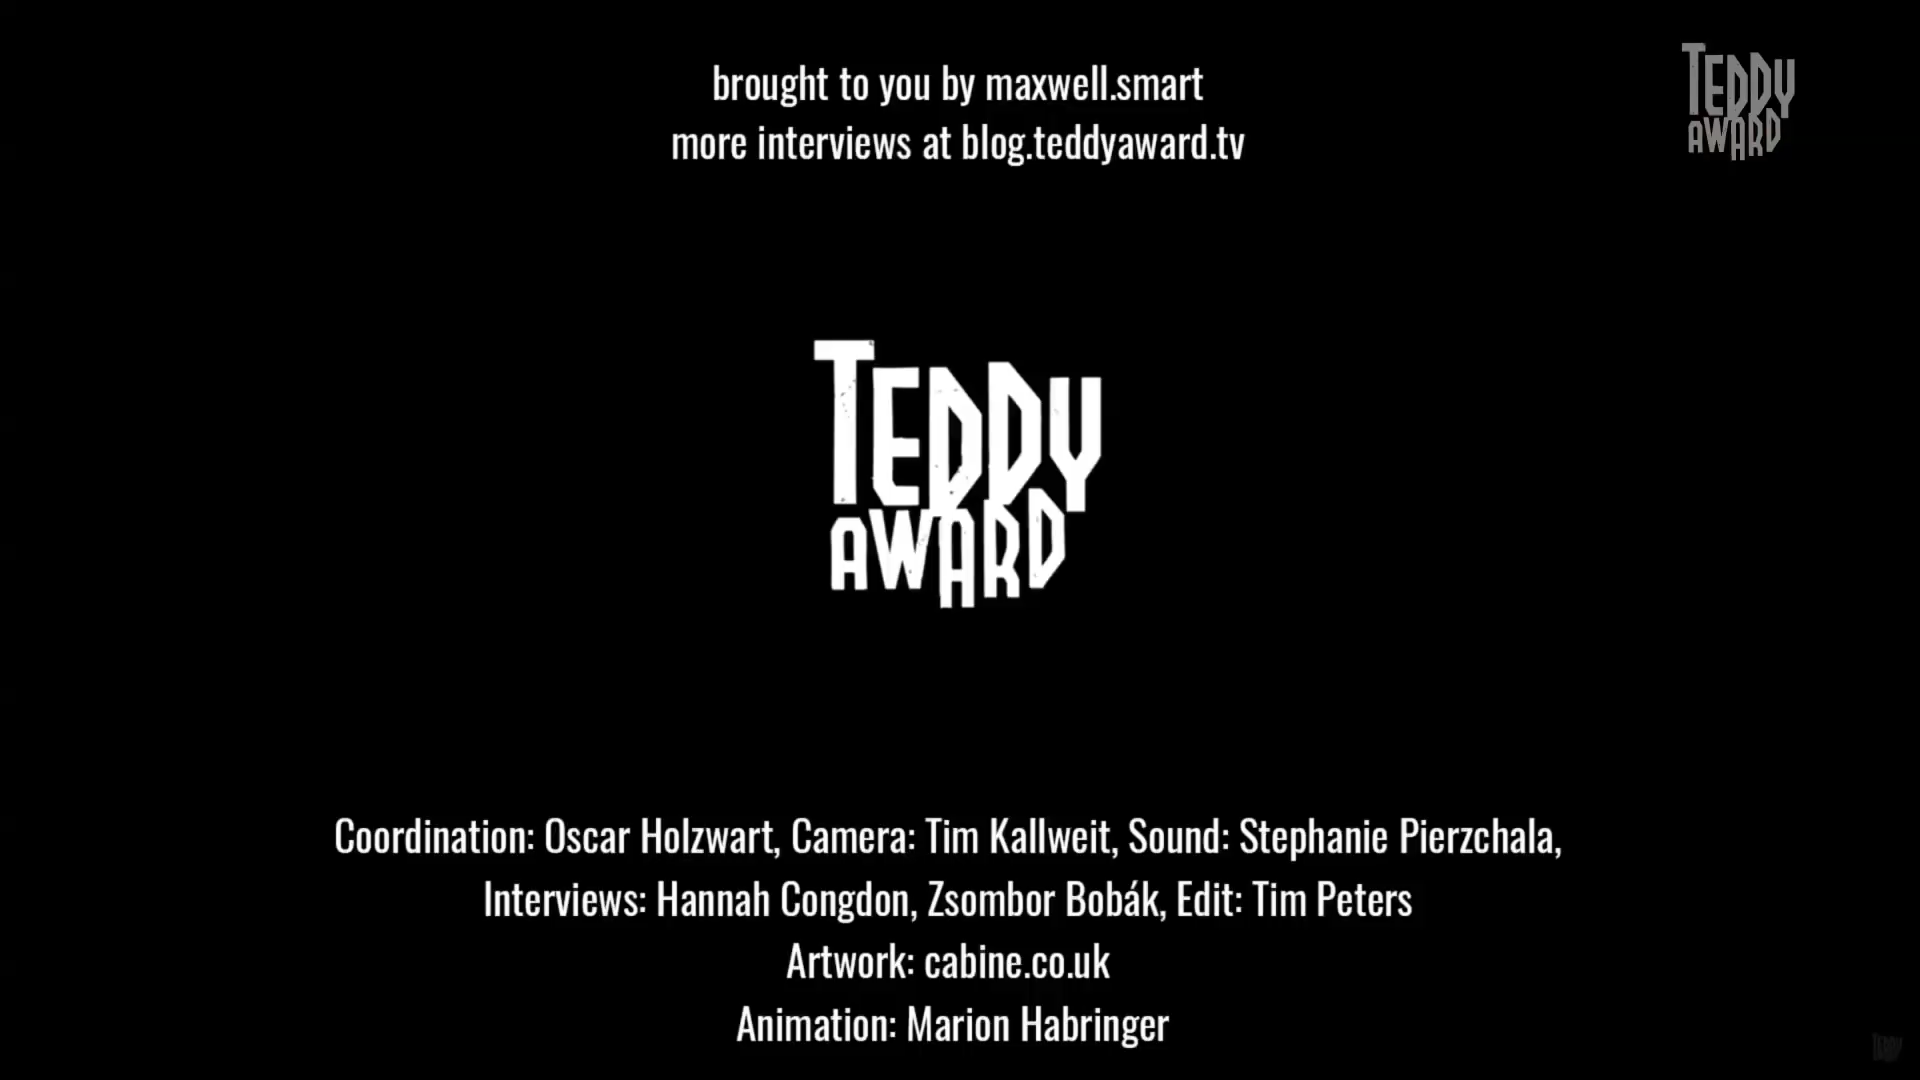 brought to you by maxwell.smart
more interviews at blog.teddyaward.tv
TEDDY
AWARD
TEDDY
AWARD
Coordination: Oscar Holzwart, Camera: Tim Kallweit, Sound: Stephanie Pierzchala,
Interviews: Hannah Congdon, Zsombor Bobák, Edit: Tim Peters
Artwork: cabine.co.uk
Animation: Marion Habringer
TEDDY